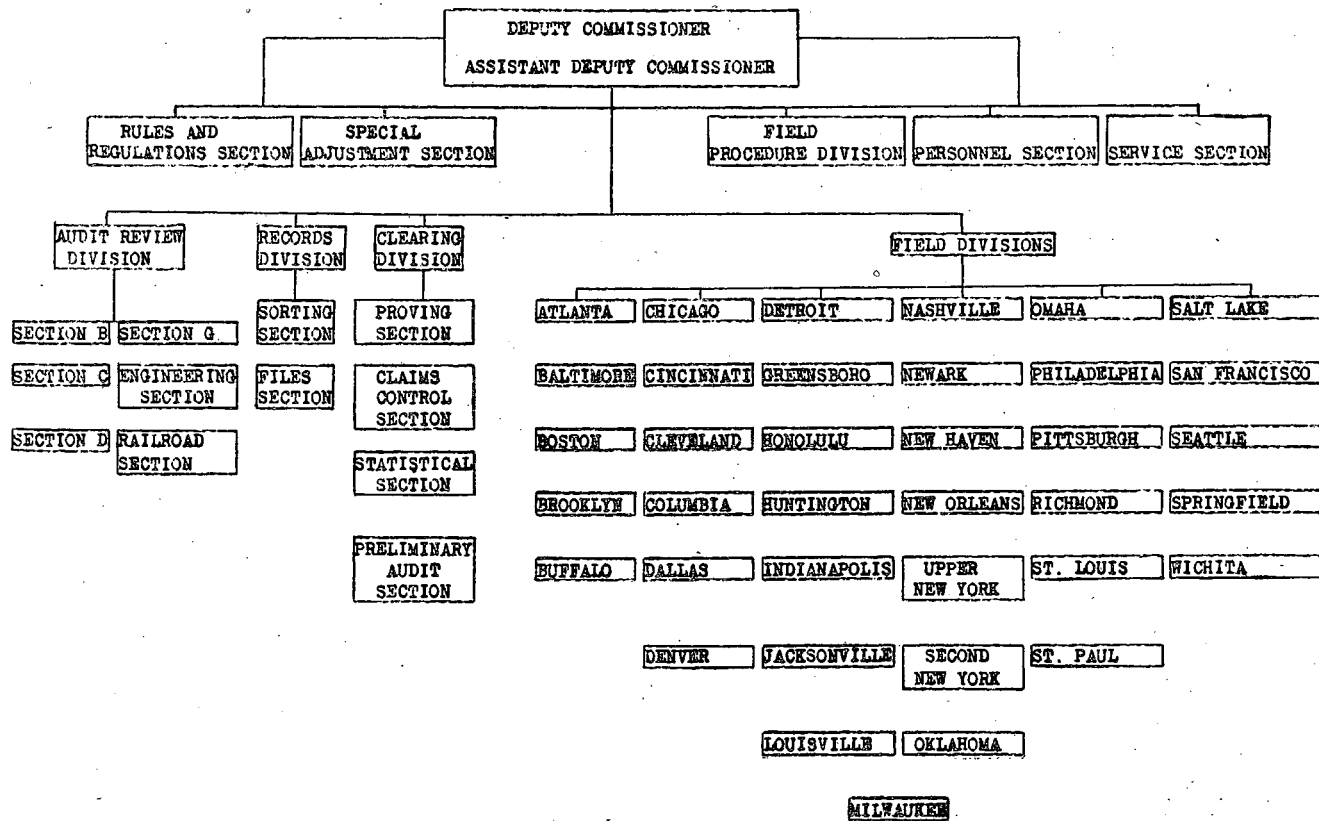 DEPUTY COMMISSIONER
ASSISTANT DEPUTY COMMISSIONER
RULES AND
REGULATIONS SECTION
SPECIAL
ADJUSTMENT SECTION
FIELD
PROCEDURE DIVISION
PERSONNEL SECTION
SERVICE SECTION
AUDIT REVIEW
DIVISION
SECTION B
SECTION G
SECTION C
ENGINEERING
SECTION
SECTION D
RAILROAD
SECTION
RECORDS
DIVISION
SORTING
SECTION
FILES
SECTION
CLEARING
DIVISION
PROVING
SECTION
CLAIMS
CONTROL
SECTION
STATISTICAL
SECTION
PRELIMINARY
AUDIT
SECTION
FIELD DIVISIONS
ATLANTA
BALTIMORE
BOSTON
BROOKLYN
BUFFALO
CHICAGO
CINCINNATI
CLEVELAND
COLUMBIA
DALLAS
DENVER
DETROIT
GREENSBORO
HONOLULU
HUNTINGTON
INDIANAPOLIS
JACKSONVILLE
LOUISVILLE
MILWAUKEE
NASHVILLE
NEWARK
NEW HAVEN
NEW ORLEANS
UPPER
NEW YORK
SECOND
NEW YORK
OKLAHOMA
OMAHA
PHILADELPHIA
PITTSBURGH
RICHMOND
ST. LOUIS
ST. PAUL
SALT LAKE
SAN FRANCISCO
SEATTLE
SPRINGFIELD
WICHITA